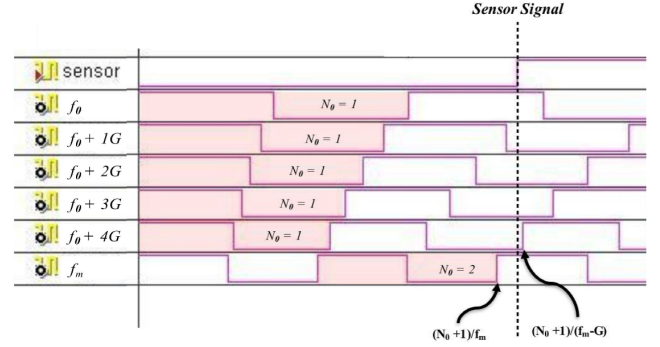 Sensor Signal
sensor
f₀ N₀ = 1
f₀ + 1G N₀ = 1
f₀ + 2G N₀ = 1
f₀ + 3G N₀ = 1
f₀ + 4G N₀ = 1
fₘ N₀ = 2
(N₀ +1)/fₘ (N₀ +1)/(fₘ-G)